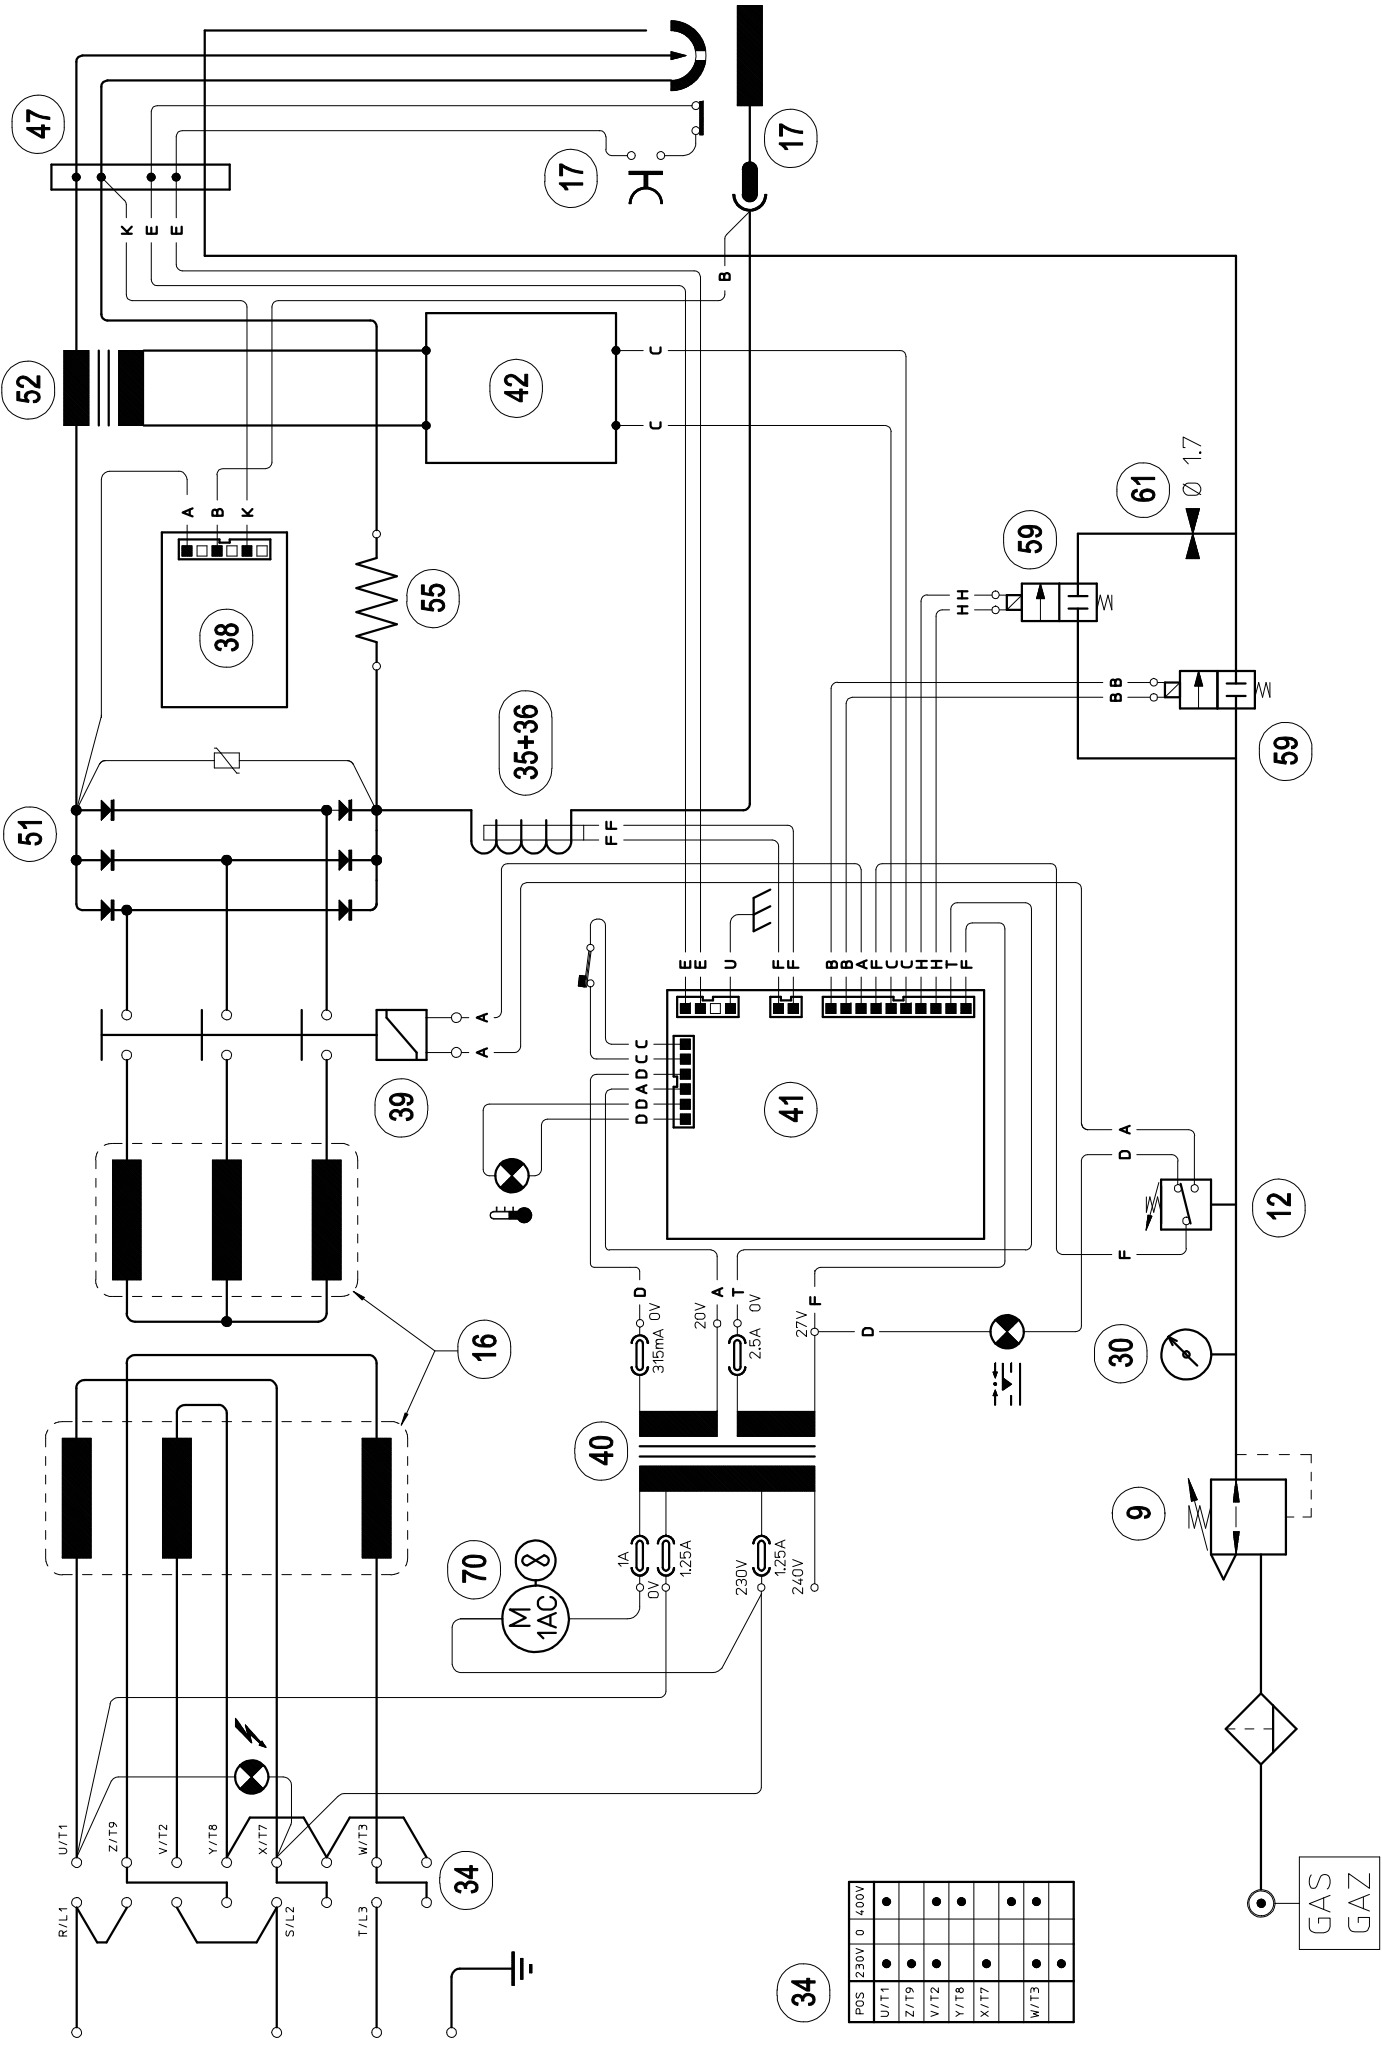 47
17
17
K
E
E
B
52
42
C
C
A
B
K
38
55
61
Ø 1.7
59
HH
BB
59
35+36
F F
51
E
E
U
F
F
B
B
A
F
C
C
H
H
T
F
A
A
39
D D A D C C
41
D A
F
12
16
D
0V
315mA
A
20V
T
0V
2.5A
F
27V
D
30
40
9
70
M
1AC
8
1A
0V
1.25A
230V
1.25A
240V
U/T1
Z/T9
V/T2
Y/T8
X/T7
W/T3
R/L1
S/L2
T/L3
34
34
POS 230V 0 400V
U/T1 ● ●
Z/T9 ●
V/T2 ● ●
Y/T8 ●
X/T7 ●
●
W/T3 ● ●
●
GAS
GAZ